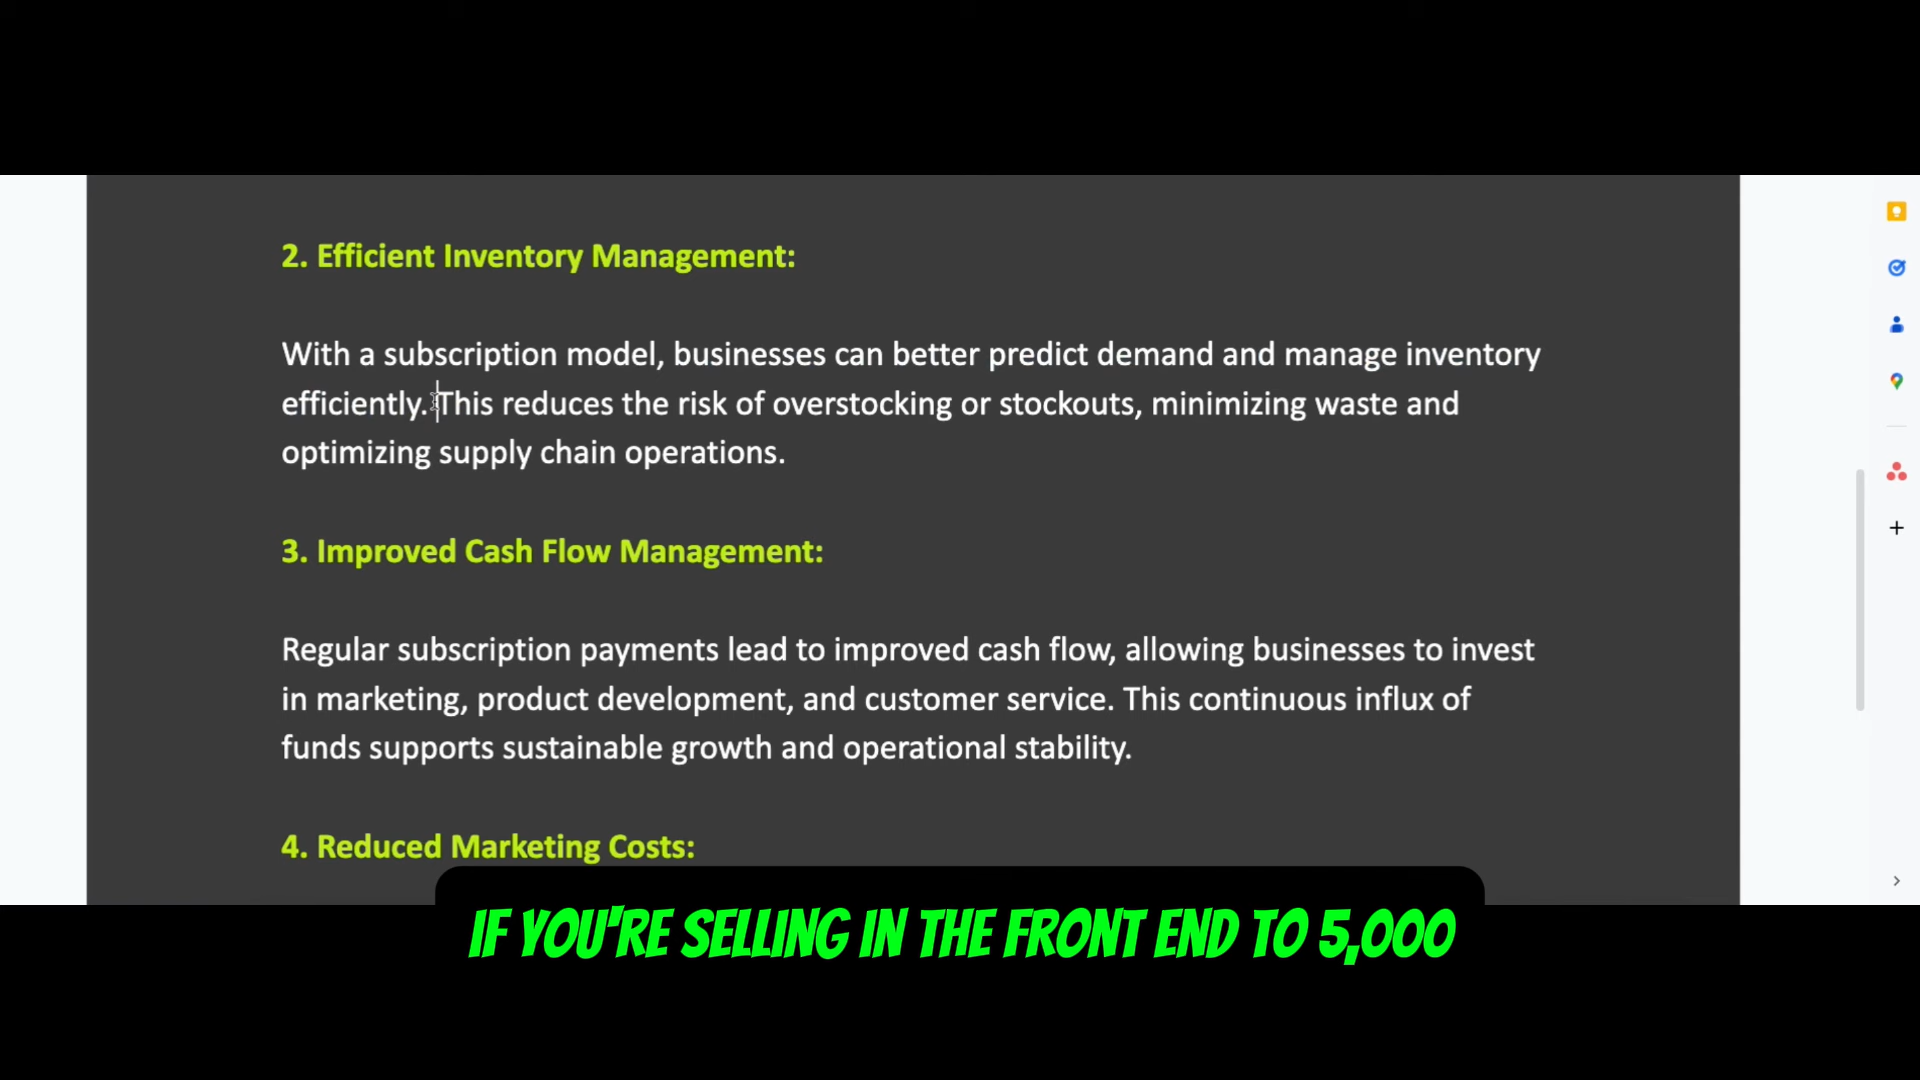 2. Efficient Inventory Management:
With a subscription model, businesses can better predict demand and manage inventory
efficiently. This reduces the risk of overstocking or stockouts, minimizing waste and
optimizing supply chain operations.
3. Improved Cash Flow Management:
Regular subscription payments lead to improved cash flow, allowing businesses to invest
in marketing, product development, and customer service. This continuous influx of
funds supports sustainable growth and operational stability.
4. Reduced Marketing Costs:
IF YOU'RE SELLING IN THE FRONT END TO 5,000